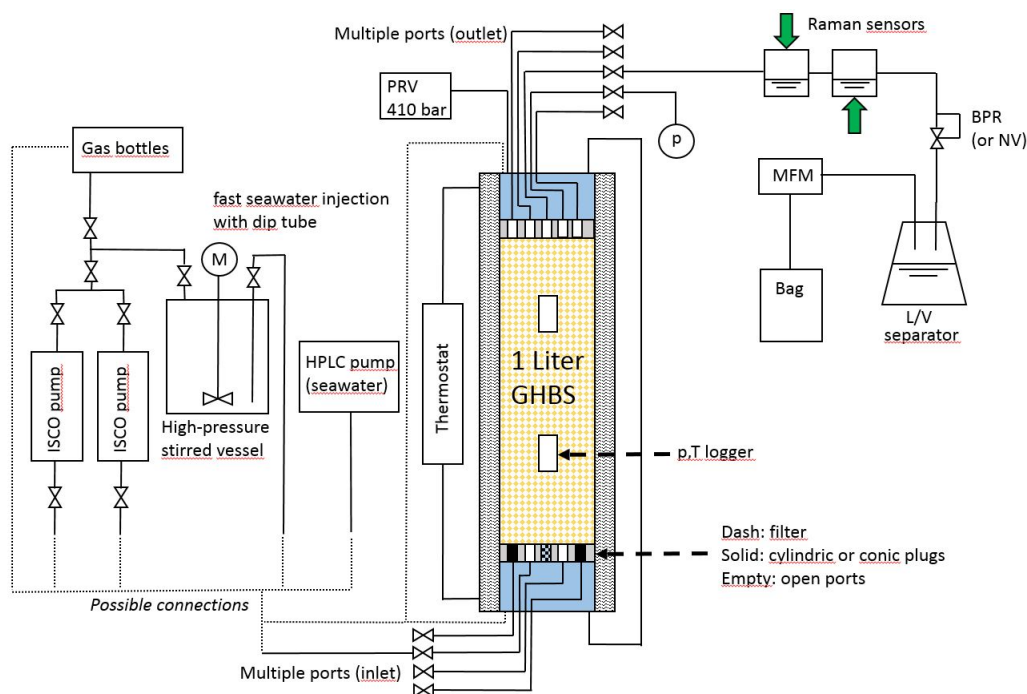 Multiple ports (outlet)
Raman sensors
PRV
410 bar
p
BPR
(or NV)
Gas bottles
MFM
fast seawater injection
with dip tube
M
Bag
L/V
separator
HPLC pump
(seawater)
1 Liter
GHBS
Thermostat
ISCO pump
ISCO pump
High-pressure
stirred vessel
p,T logger
Dash: filter
Solid: cylindric or conic plugs
Empty: open ports
Possible connections
Multiple ports (inlet)